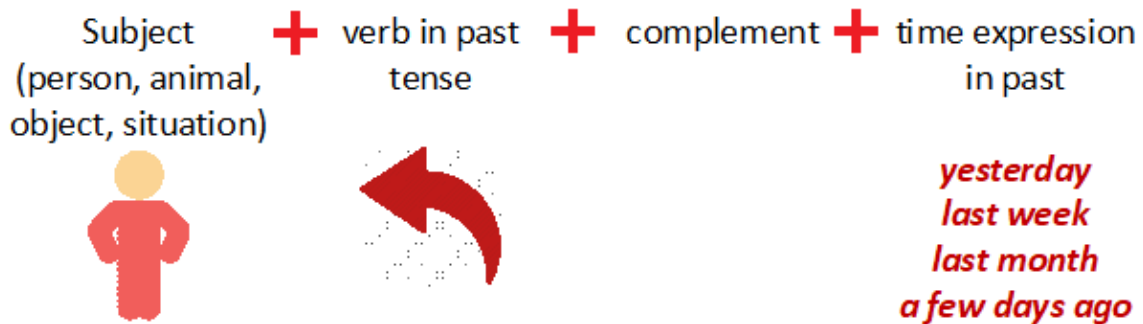 Subject + verb in past + complement + time expression
(person, animal, tense in past
object, situation)
yesterday
last week
last month
a few days ago